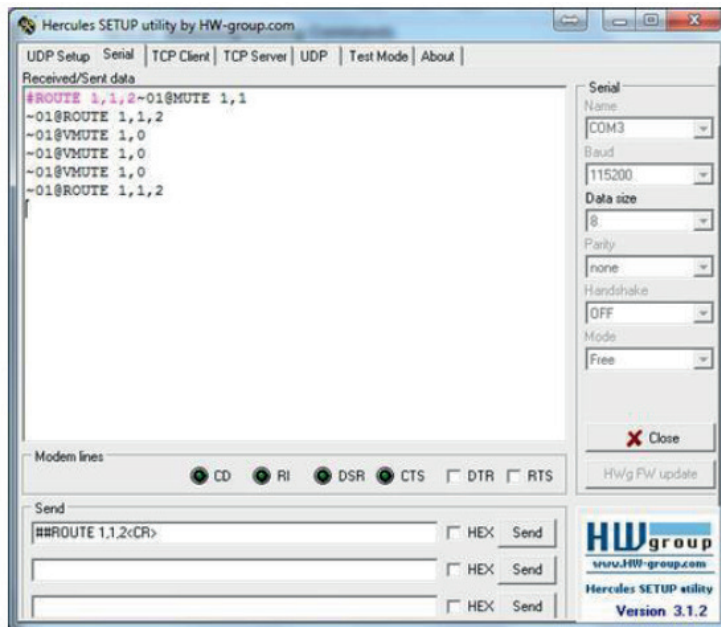 Hercules SETUP utility by HW-group.com
UDP Setup Serial TCP Client TCP Server UDP Test Mode About
Received/Sent data
#ROUTE 1,1,2~01@MUTE 1,1
~01@ROUTE 1,1,2
~01@VMUTE 1,0
~01@VMUTE 1,0
~01@VMUTE 1,0
~01@ROUTE 1,1,2
Serial
Name
COM3
Baud
115200
Data size
8
Parity
none
Handshake
OFF
Mode
Free
Close
HWg FW update
Modem lines
CD RI DSR CTS DTR RTS
Send
##ROUTE 1,1,2<CR> HEX Send
HEX Send
HEX Send
HWgroup
www.HW-group.com
Hercules SETUP utility
Version 3.1.2